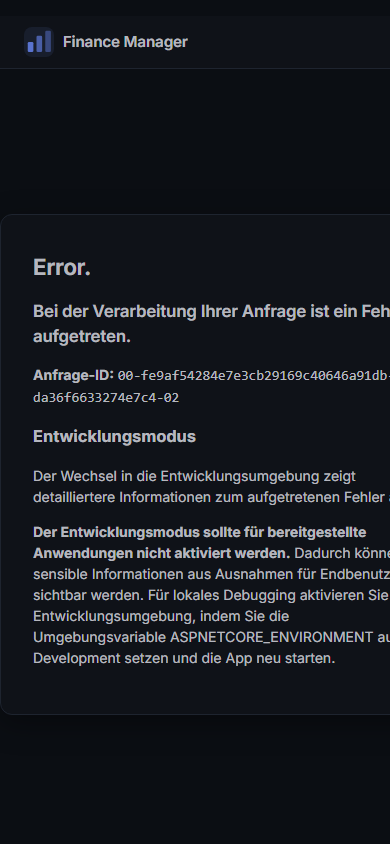 Finance Manager
Error.
Bei der Verarbeitung Ihrer Anfrage ist ein Feh
aufgetreten.
Anfrage-ID: 00-fe9af54284e7e3cb29169c40646a91db-
da36f6633274e7c4-02
Entwicklungsmodus
Der Wechsel in die Entwicklungsumgebung zeigt
detailliertere Informationen zum aufgetretenen Fehler a
Der Entwicklungsmodus sollte für bereitgestellte
Anwendungen nicht aktiviert werden. Dadurch könne
sensible Informationen aus Ausnahmen für Endbenutz
sichtbar werden. Für lokales Debugging aktivieren Sie
Entwicklungsumgebung, indem Sie die
Umgebungsvariable ASPNETCORE_ENVIRONMENT au
Development setzen und die App neu starten.